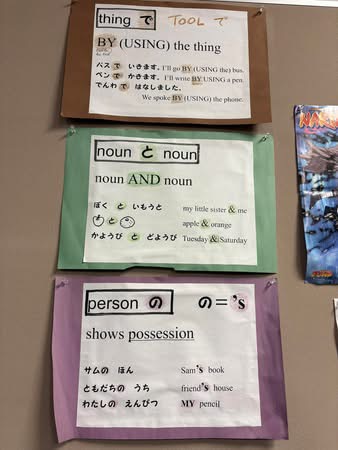 thing で TOOL で
BY (USING) the thing
バスで いきます。I'll go BY (USING the) bus.
ペンで かきます。I'll write BY USING a pen.
でんわで はなしました。
We spoke BY (USING) the phone.
noun と noun
noun AND noun
ぼく と いもうと my little sister & me
と apple & orange
かようび と どようび Tuesday & Saturday
person の の='s
shows possession
サムの ほん Sam's book
ともだちの うち friend's house
わたしの えんぴつ MY pencil